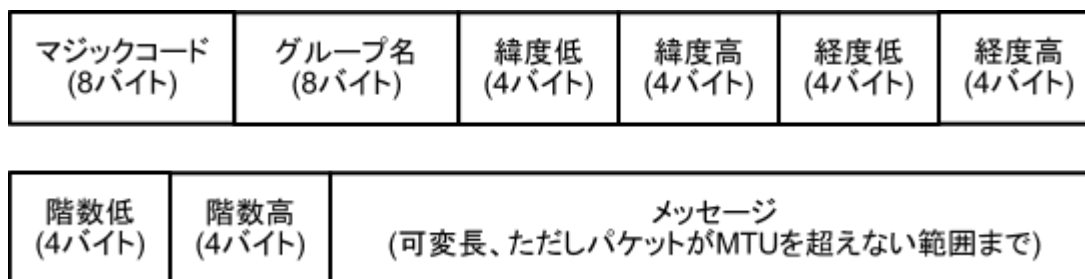 マジックコード
(8バイト)
グループ名
(8バイト)
緯度低
(4バイト)
緯度高
(4バイト)
経度低
(4バイト)
経度高
(4バイト)
階数低
(4バイト)
階数高
(4バイト)
メッセージ
(可変長、ただしパケットがMTUを超えない範囲まで)